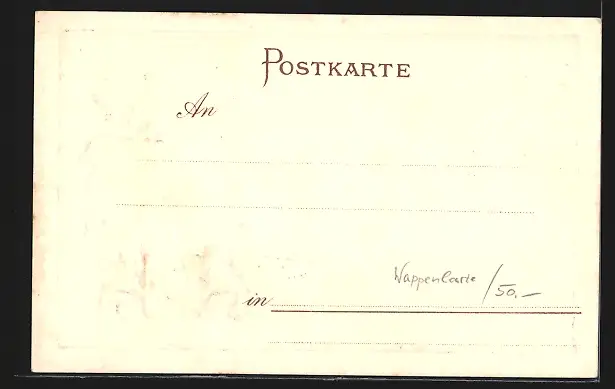 POSTKARTE
An
Wappenkarte /50.-
in